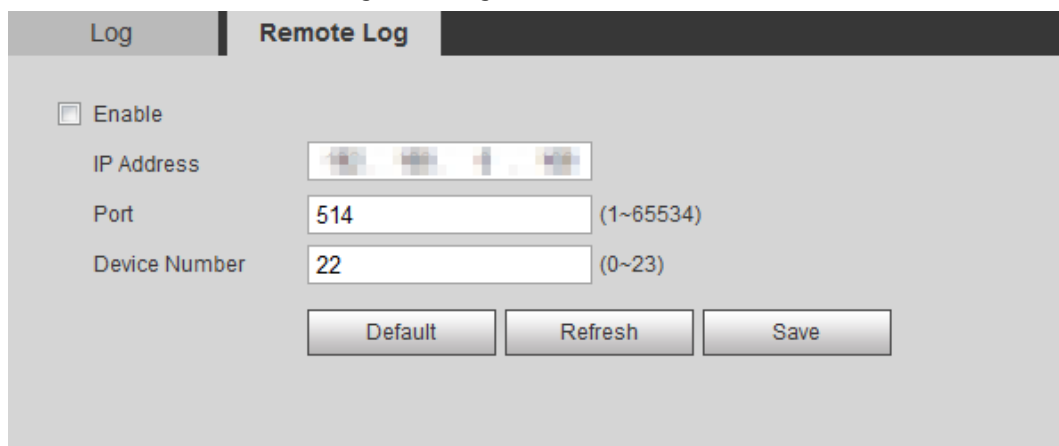 Log Remote Log
Enable
IP Address
Port 514 (1~65534)
Device Number 22 (0~23)
Default Refresh Save